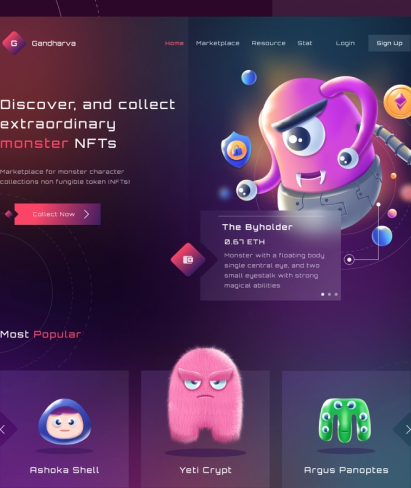 G
Gandharva
Home Marketplace Resource Stat Login Sign Up
Discover, and collect
extraordinary
monster NFTs
Marketplace for monster character
collections non fungible token (NFTs)
Collect Now
The Byholder
0.67 ETH
Monster with a floating body
single central eye, and two
small eyestalk with strong
magical abilities
Most Popular
Ashoka Shell
Yeti Crypt
Argus Panoptes